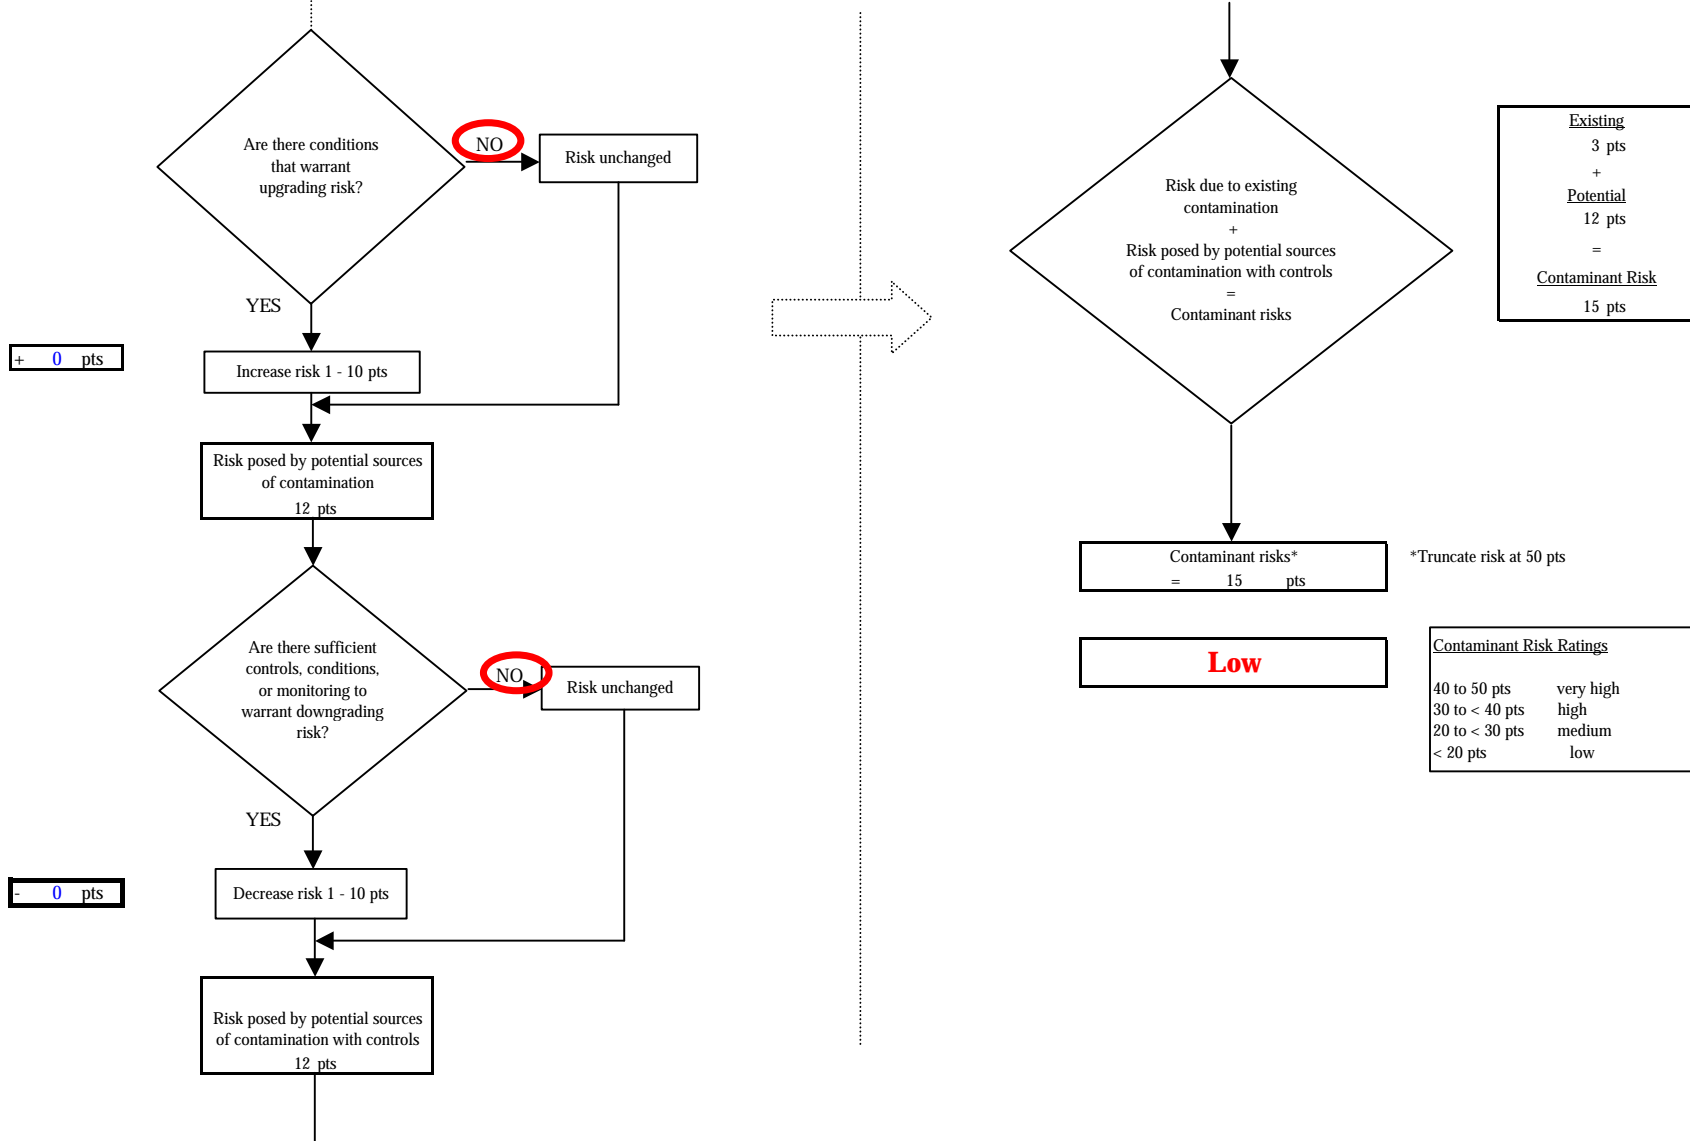 Are there conditions
that warrant
upgrading risk?
NO
Risk unchanged
YES
+ 0 pts
Increase risk 1 - 10 pts
Risk posed by potential sources
of contamination
12 pts
Are there sufficient
controls, conditions,
or monitoring to
warrant downgrading
risk?
NO
Risk unchanged
YES
- 0 pts
Decrease risk 1 - 10 pts
Risk posed by potential sources
of contamination with controls
12 pts
Risk due to existing
contamination
+
Risk posed by potential sources
of contamination with controls
=
Contaminant risks
Existing
3 pts
+
Potential
12 pts
=
Contaminant Risk
15 pts
Contaminant risks*
= 15 pts
*Truncate risk at 50 pts
Low
Contaminant Risk Ratings
40 to 50 pts very high
30 to < 40 pts high
20 to < 30 pts medium
< 20 pts low